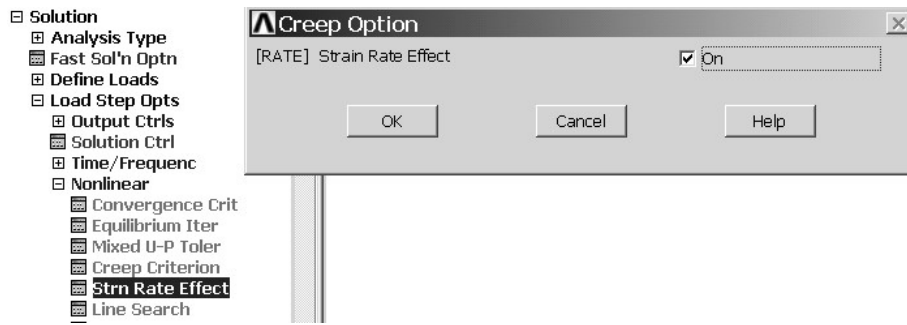 Solution
Analysis Type
Fast Sol'n Optn
Define Loads
Load Step Opts
Output Ctrls
Solution Ctrl
Time/Frequenc
Nonlinear
Convergence Crit
Equilibrium Iter
Mixed U-P Toler
Creep Criterion
Strn Rate Effect
Line Search
Creep Option
[RATE] Strain Rate Effect
On
OK
Cancel
Help